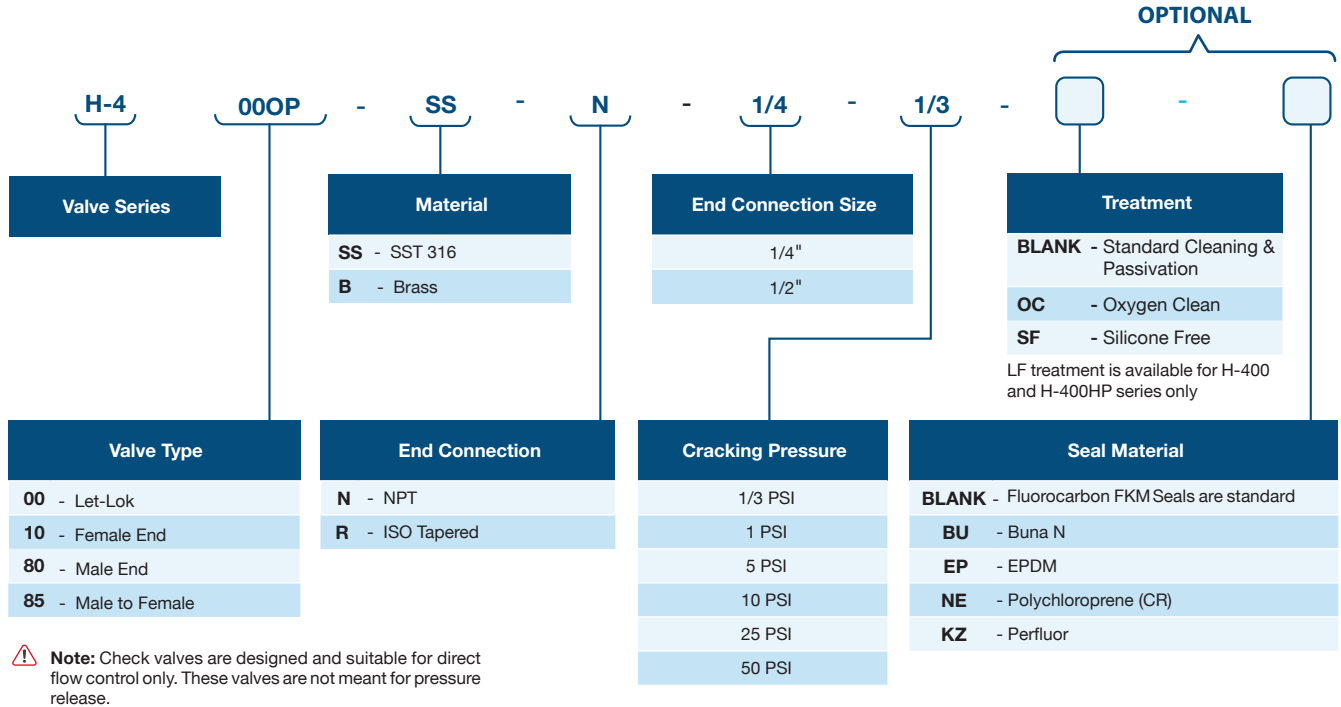 OPTIONAL
H-4 00OP - SS - N - 1/4 - 1/3 - -
Valve Series
Material
SS - SST 316
B - Brass
End Connection Size
1/4"
1/2"
Treatment
BLANK - Standard Cleaning &
Passivation
OC - Oxygen Clean
SF - Silicone Free
LF treatment is available for H-400
and H-400HP series only
Valve Type
00 - Let-Lok
10 - Female End
80 - Male End
85 - Male to Female
End Connection
N - NPT
R - ISO Tapered
Cracking Pressure
1/3 PSI
1 PSI
5 PSI
10 PSI
25 PSI
50 PSI
Seal Material
BLANK - Fluorocarbon FKM Seals are standard
BU - Buna N
EP - EPDM
NE - Polychloroprene (CR)
KZ - Perfluor
Note: Check valves are designed and suitable for direct
flow control only. These valves are not meant for pressure
release.